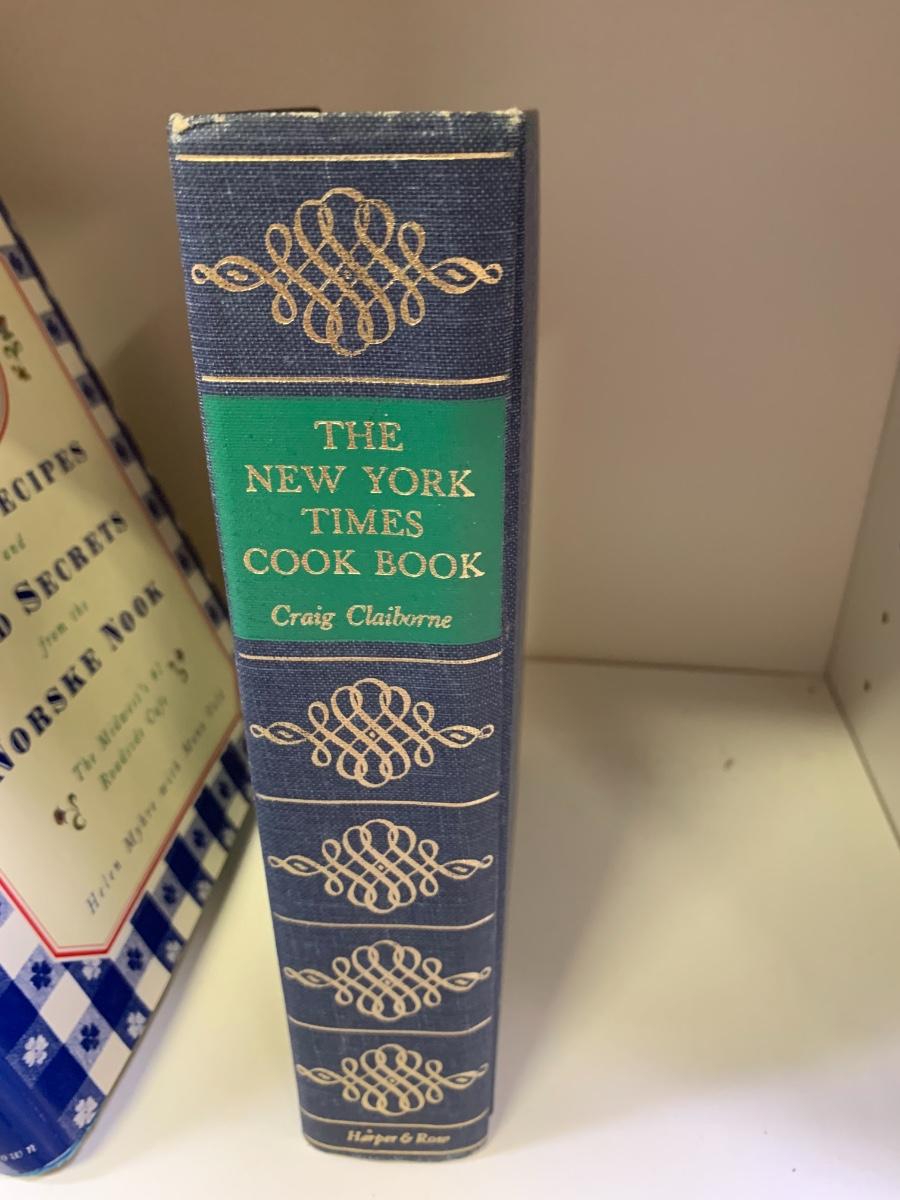 THE
NEW YORK
TIMES
COOK BOOK
Craig Claiborne
Harper & Row
ECIPES
and
D SECRETS
from the
NORSKE NOOK
The Midwest's #1
Roadside Cafe
Helen Myhre with Mona Vold
OWN